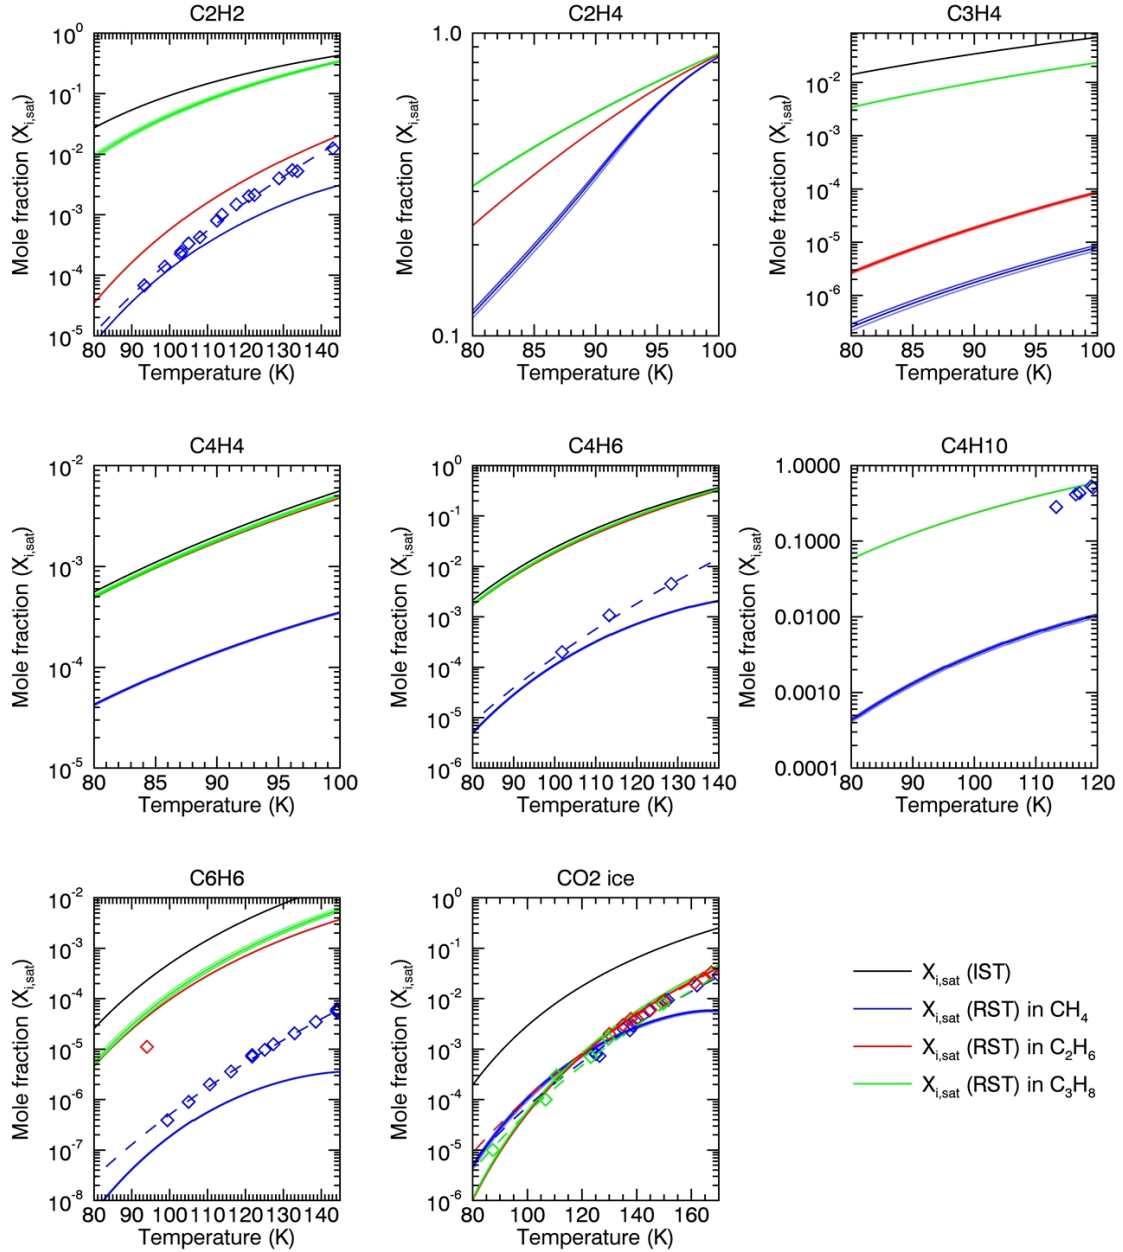 C2H2
C2H4
C3H4
Mole fraction (X_i,sat)
10^0
10^-1
10^-2
10^-3
10^-4
10^-5
80 90 100 110 120 130 140
Temperature (K)
Mole fraction (X_i,sat)
1.0
0.1
80 85 90 95 100
Temperature (K)
Mole fraction (X_i,sat)
10^-2
10^-3
10^-4
10^-5
10^-6
80 85 90 95 100
Temperature (K)
C4H4
C4H6
C4H10
Mole fraction (X_i,sat)
10^-2
10^-3
10^-4
10^-5
80 85 90 95 100
Temperature (K)
Mole fraction (X_i,sat)
10^0
10^-1
10^-2
10^-3
10^-4
10^-5
10^-6
80 90 100 110 120 130 140
Temperature (K)
Mole fraction (X_i,sat)
1.0000
0.1000
0.0100
0.0010
0.0001
80 90 100 110 120
Temperature (K)
C6H6
CO2 ice
Mole fraction (X_i,sat)
10^-2
10^-3
10^-4
10^-5
10^-6
10^-7
10^-8
80 90 100 110 120 130 140
Temperature (K)
Mole fraction (X_i,sat)
10^0
10^-1
10^-2
10^-3
10^-4
10^-5
10^-6
80 100 120 140 160
Temperature (K)
X_i,sat (IST)
X_i,sat (RST) in CH_4
X_i,sat (RST) in C_2H_6
X_i,sat (RST) in C_3H_8